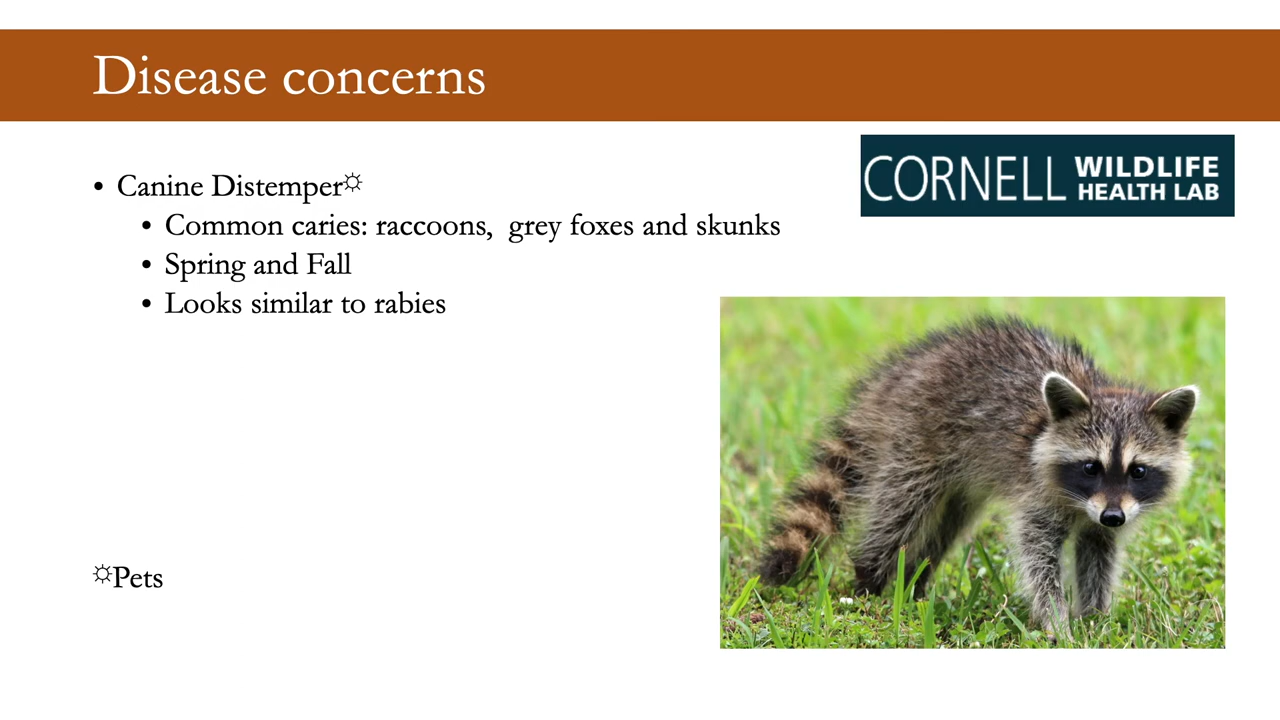 Disease concerns
CORNELL WILDLIFE HEALTH LAB
• Canine Distemper☼
• Common caries: raccoons,  grey foxes and skunks
• Spring and Fall
• Looks similar to rabies
☼Pets